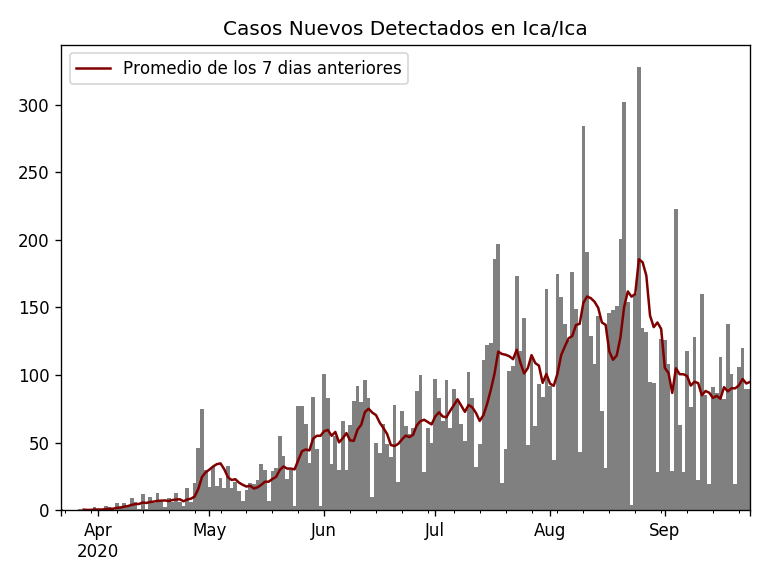 Casos Nuevos Detectados en Ica/Ica
Promedio de los 7 dias anteriores
300
250
200
150
100
50
0
Apr May Jun Jul Aug Sep
2020